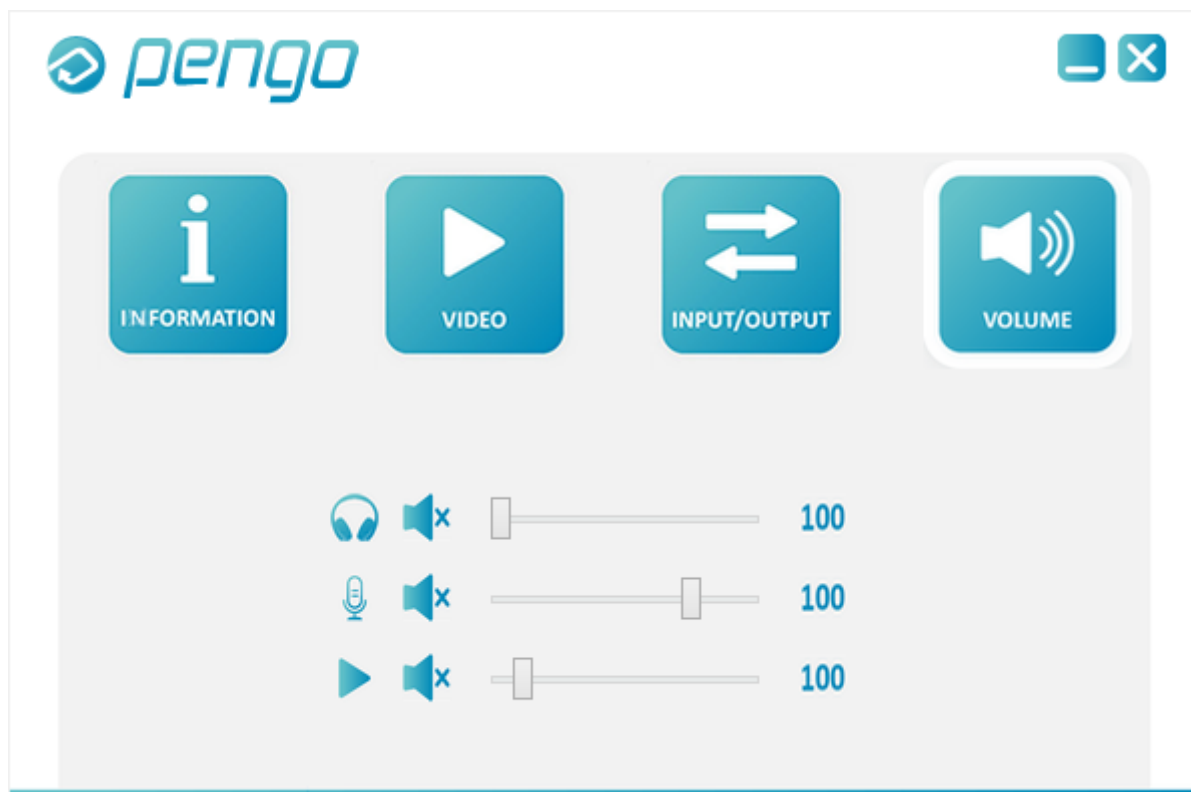 pengo
INFORMATION
VIDEO
INPUT/OUTPUT
VOLUME
100
100
100